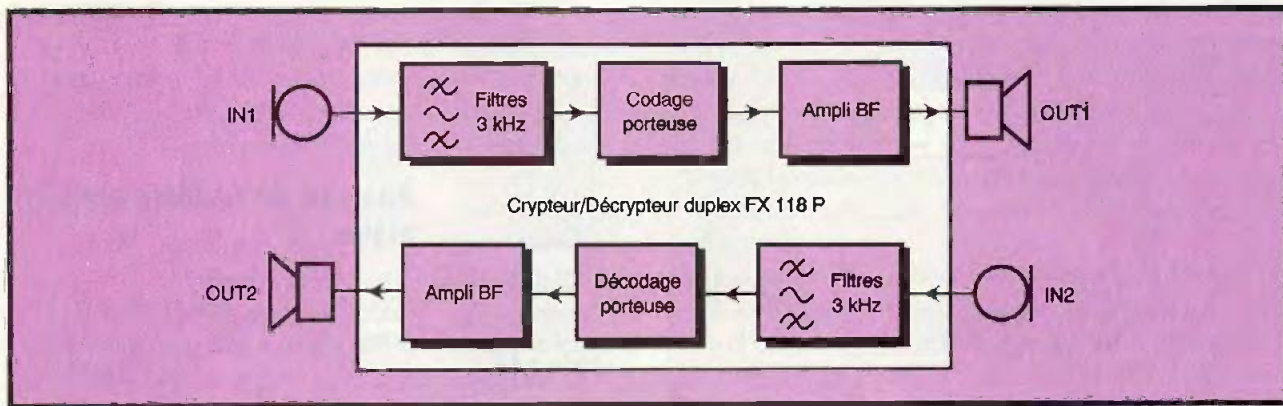 IN1
Filtres
3 kHz
Codage
porteuse
Ampli BF
OUT1
Crypteur/Décrypteur duplex FX 118 P
OUT2
Ampli BF
Décodage
porteuse
Filtres
3 kHz
IN2